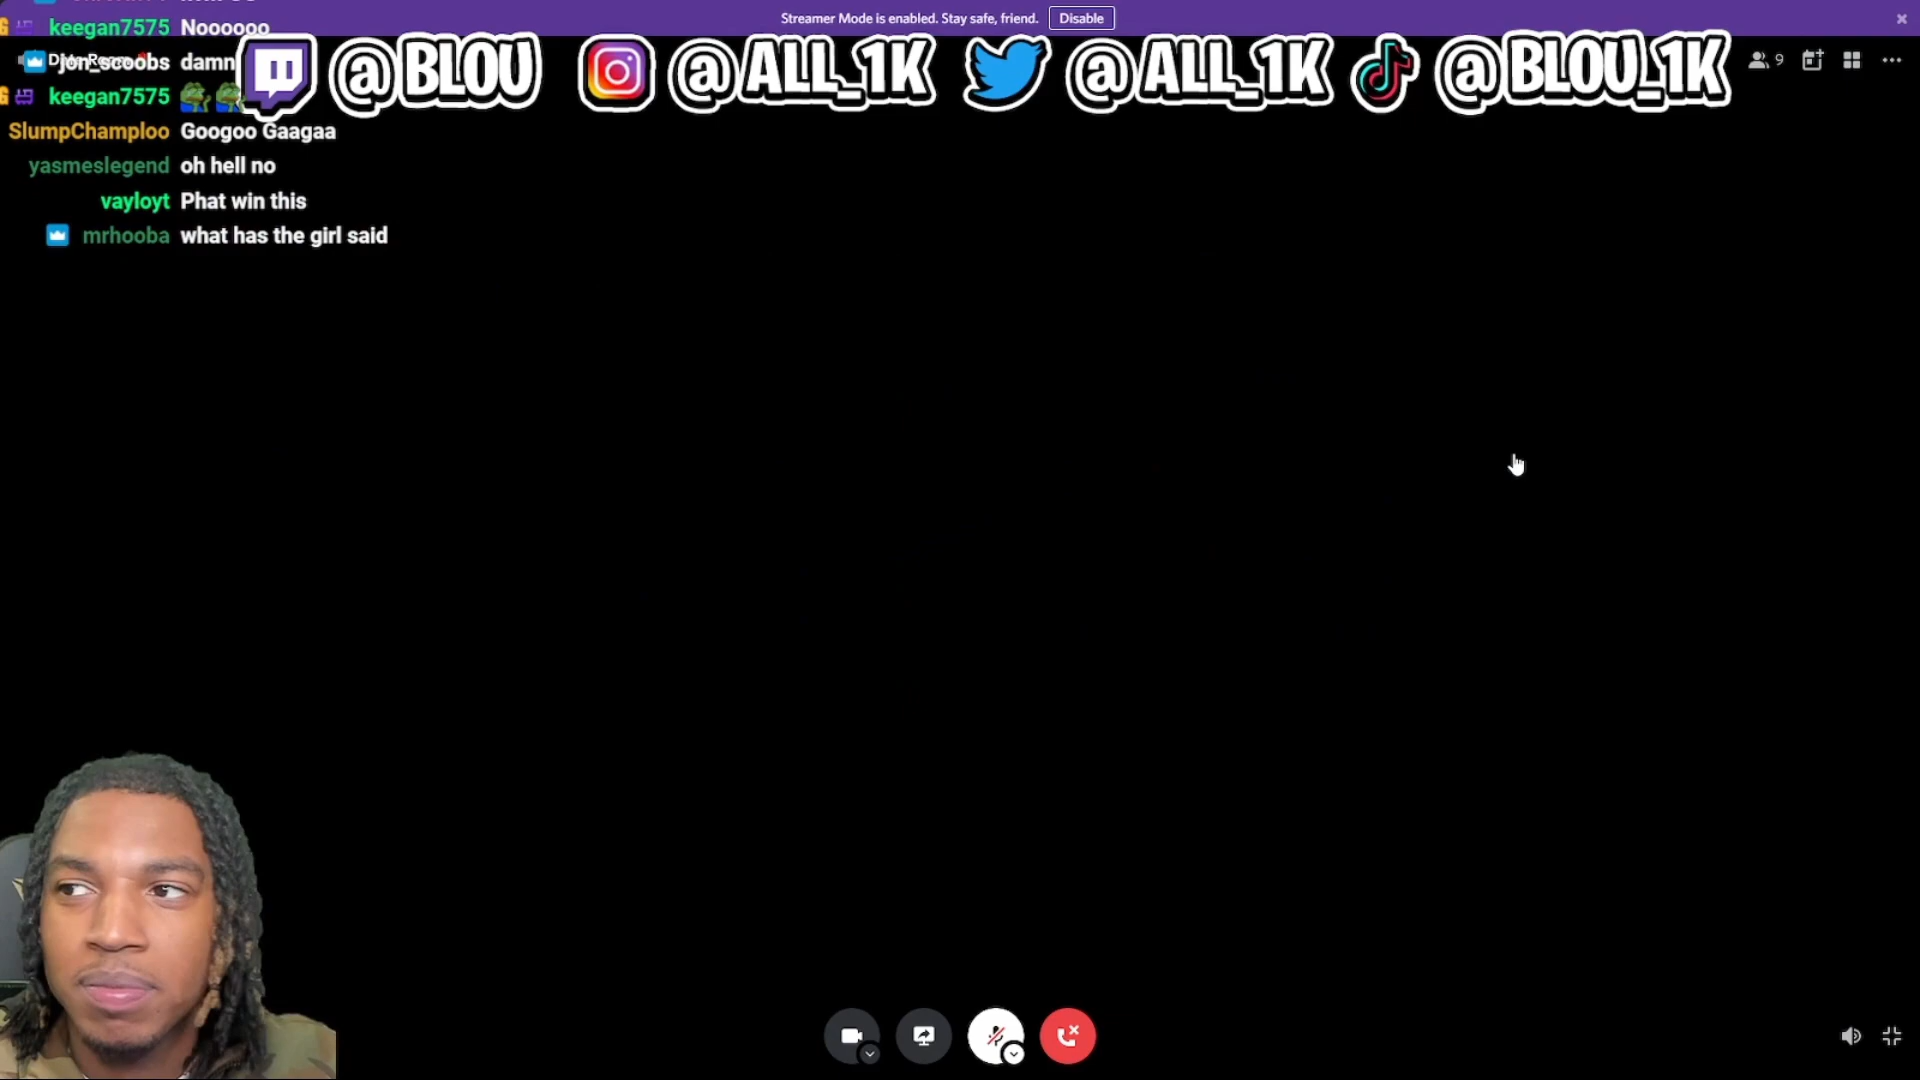 Streamer Mode is enabled. Stay safe, friend. Disable
keegan7575 Noooooo
jon_scoobs damn
@BLOU @ALL_1K @ALL_1K @BLOU_1K
9
keegan7575
SlumpChamploo Googoo Gaagaa
yasmeslegend oh hell no
vayloyt Phat win this
mrhooba what has the girl said